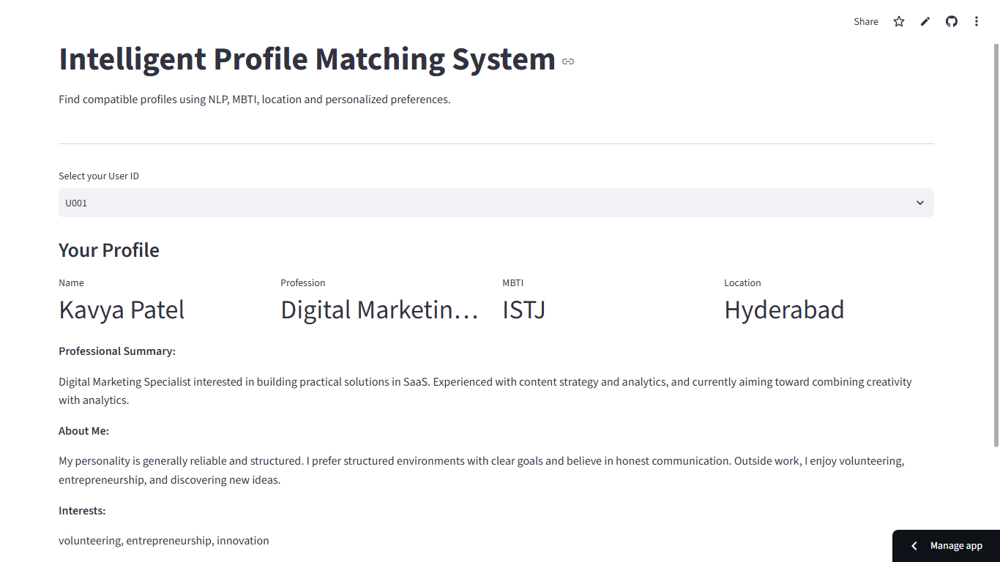 Share
Intelligent Profile Matching System
Find compatible profiles using NLP, MBTI, location and personalized preferences.
Select your User ID
U001
Your Profile
Name
Profession
MBTI
Location
Kavya Patel
Digital Marketin…
ISTJ
Hyderabad
Professional Summary:
Digital Marketing Specialist interested in building practical solutions in SaaS. Experienced with content strategy and analytics, and currently aiming toward combining creativity
with analytics.
About Me:
My personality is generally reliable and structured. I prefer structured environments with clear goals and believe in honest communication. Outside work, I enjoy volunteering,
entrepreneurship, and discovering new ideas.
Interests:
volunteering, entrepreneurship, innovation
Manage app